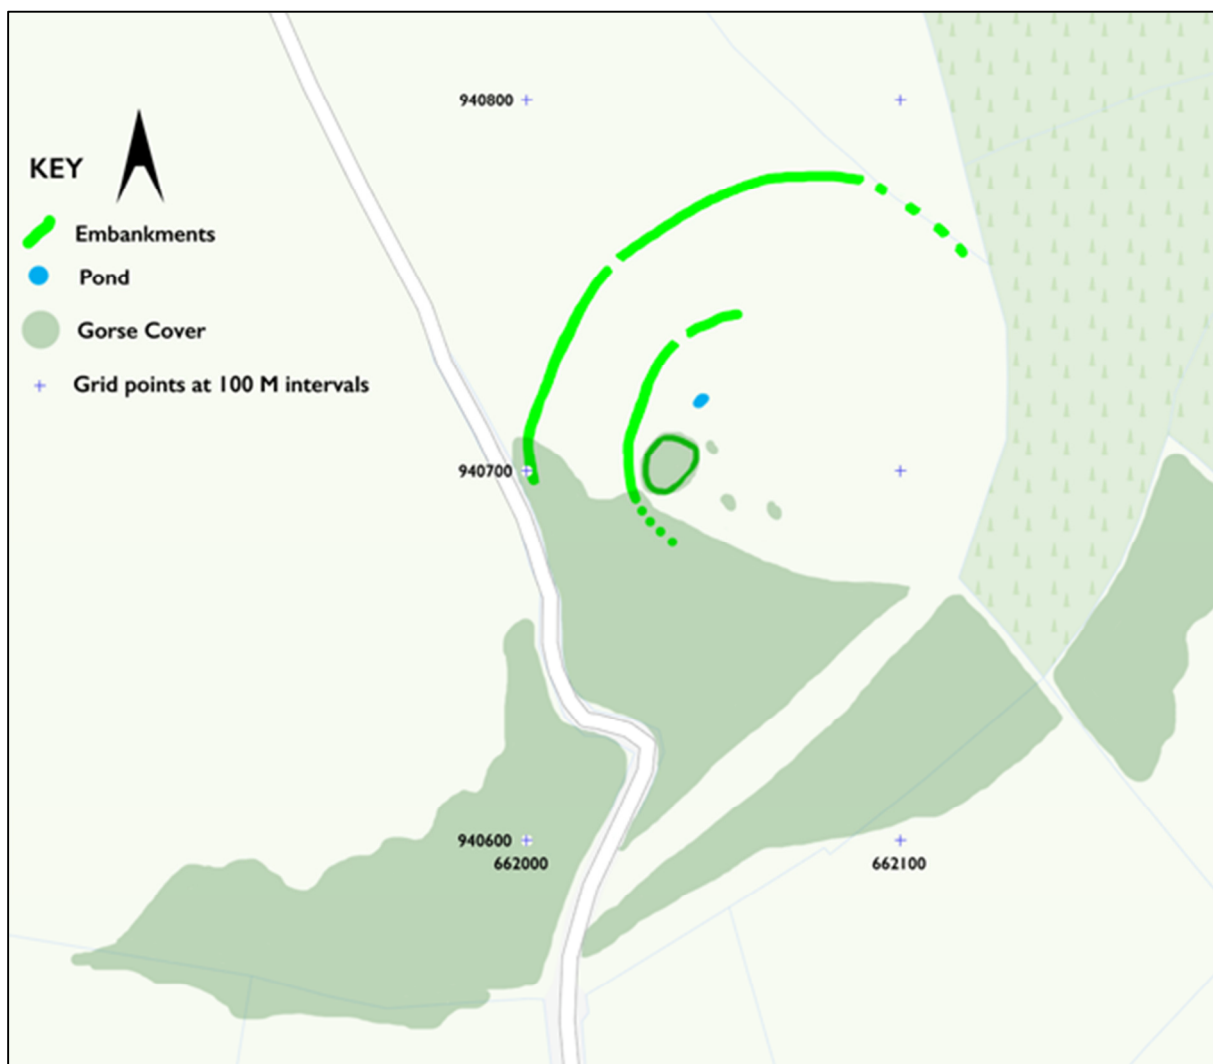 940800
KEY
Embankments
Pond
Gorse Cover
Grid points at 100 M intervals
940700
940600
662000
662100